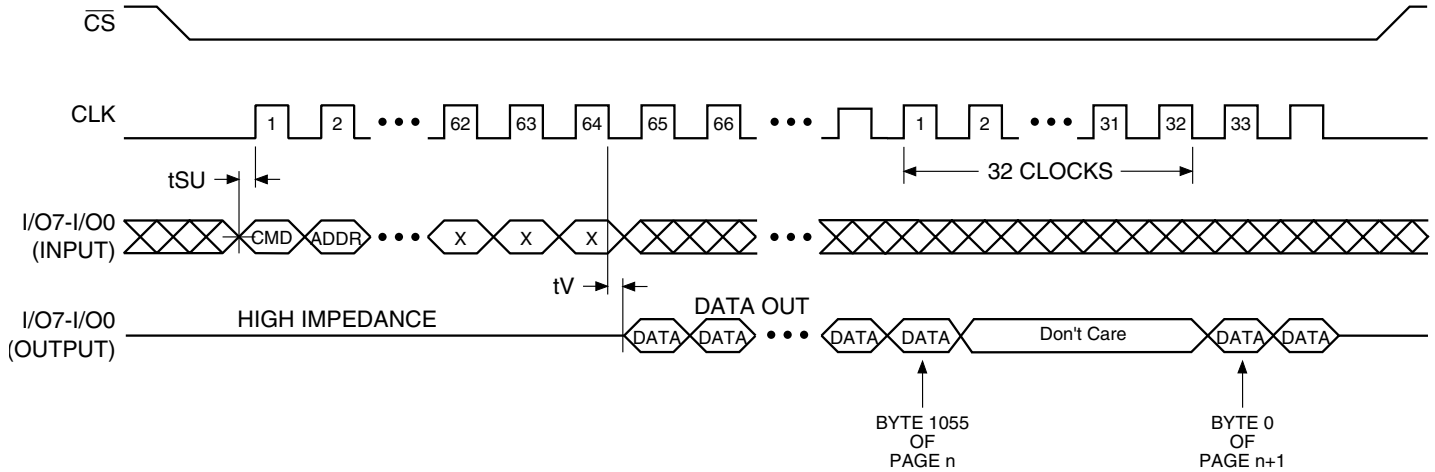 CS
CLK
1 2 ••• 62 63 64 65 66 ••• 1 2 ••• 31 32 33
32 CLOCKS
tSU
I/O7-I/O0
(INPUT)
CMD ADDR ••• X X X •••
tV
I/O7-I/O0
(OUTPUT)
HIGH IMPEDANCE
DATA OUT
DATA DATA ••• DATA DATA Don't Care DATA DATA
BYTE 1055
OF
PAGE n
BYTE 0
OF
PAGE n+1